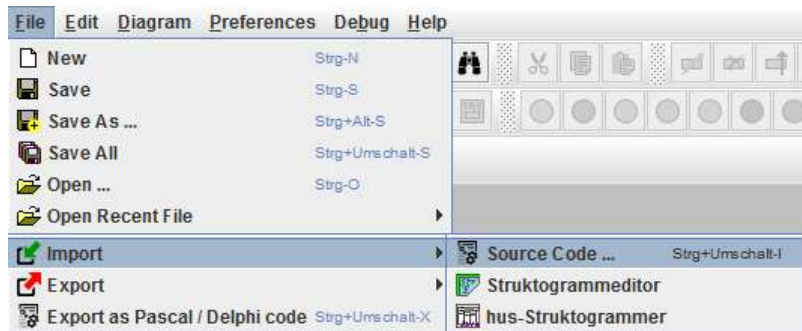 File Edit Diagram Preferences Debug Help
New Strg-N
Save Strg-S
Save As ... Strg+Alt-S
Save All Strg+Umschalt-S
Open ... Strg-O
Open Recent File
Import
Source Code ... Strg+Umschalt-I
Export
Struktogrammeditor
Export as Pascal / Delphi code Strg+Umschalt-X
hus-Struktogrammer